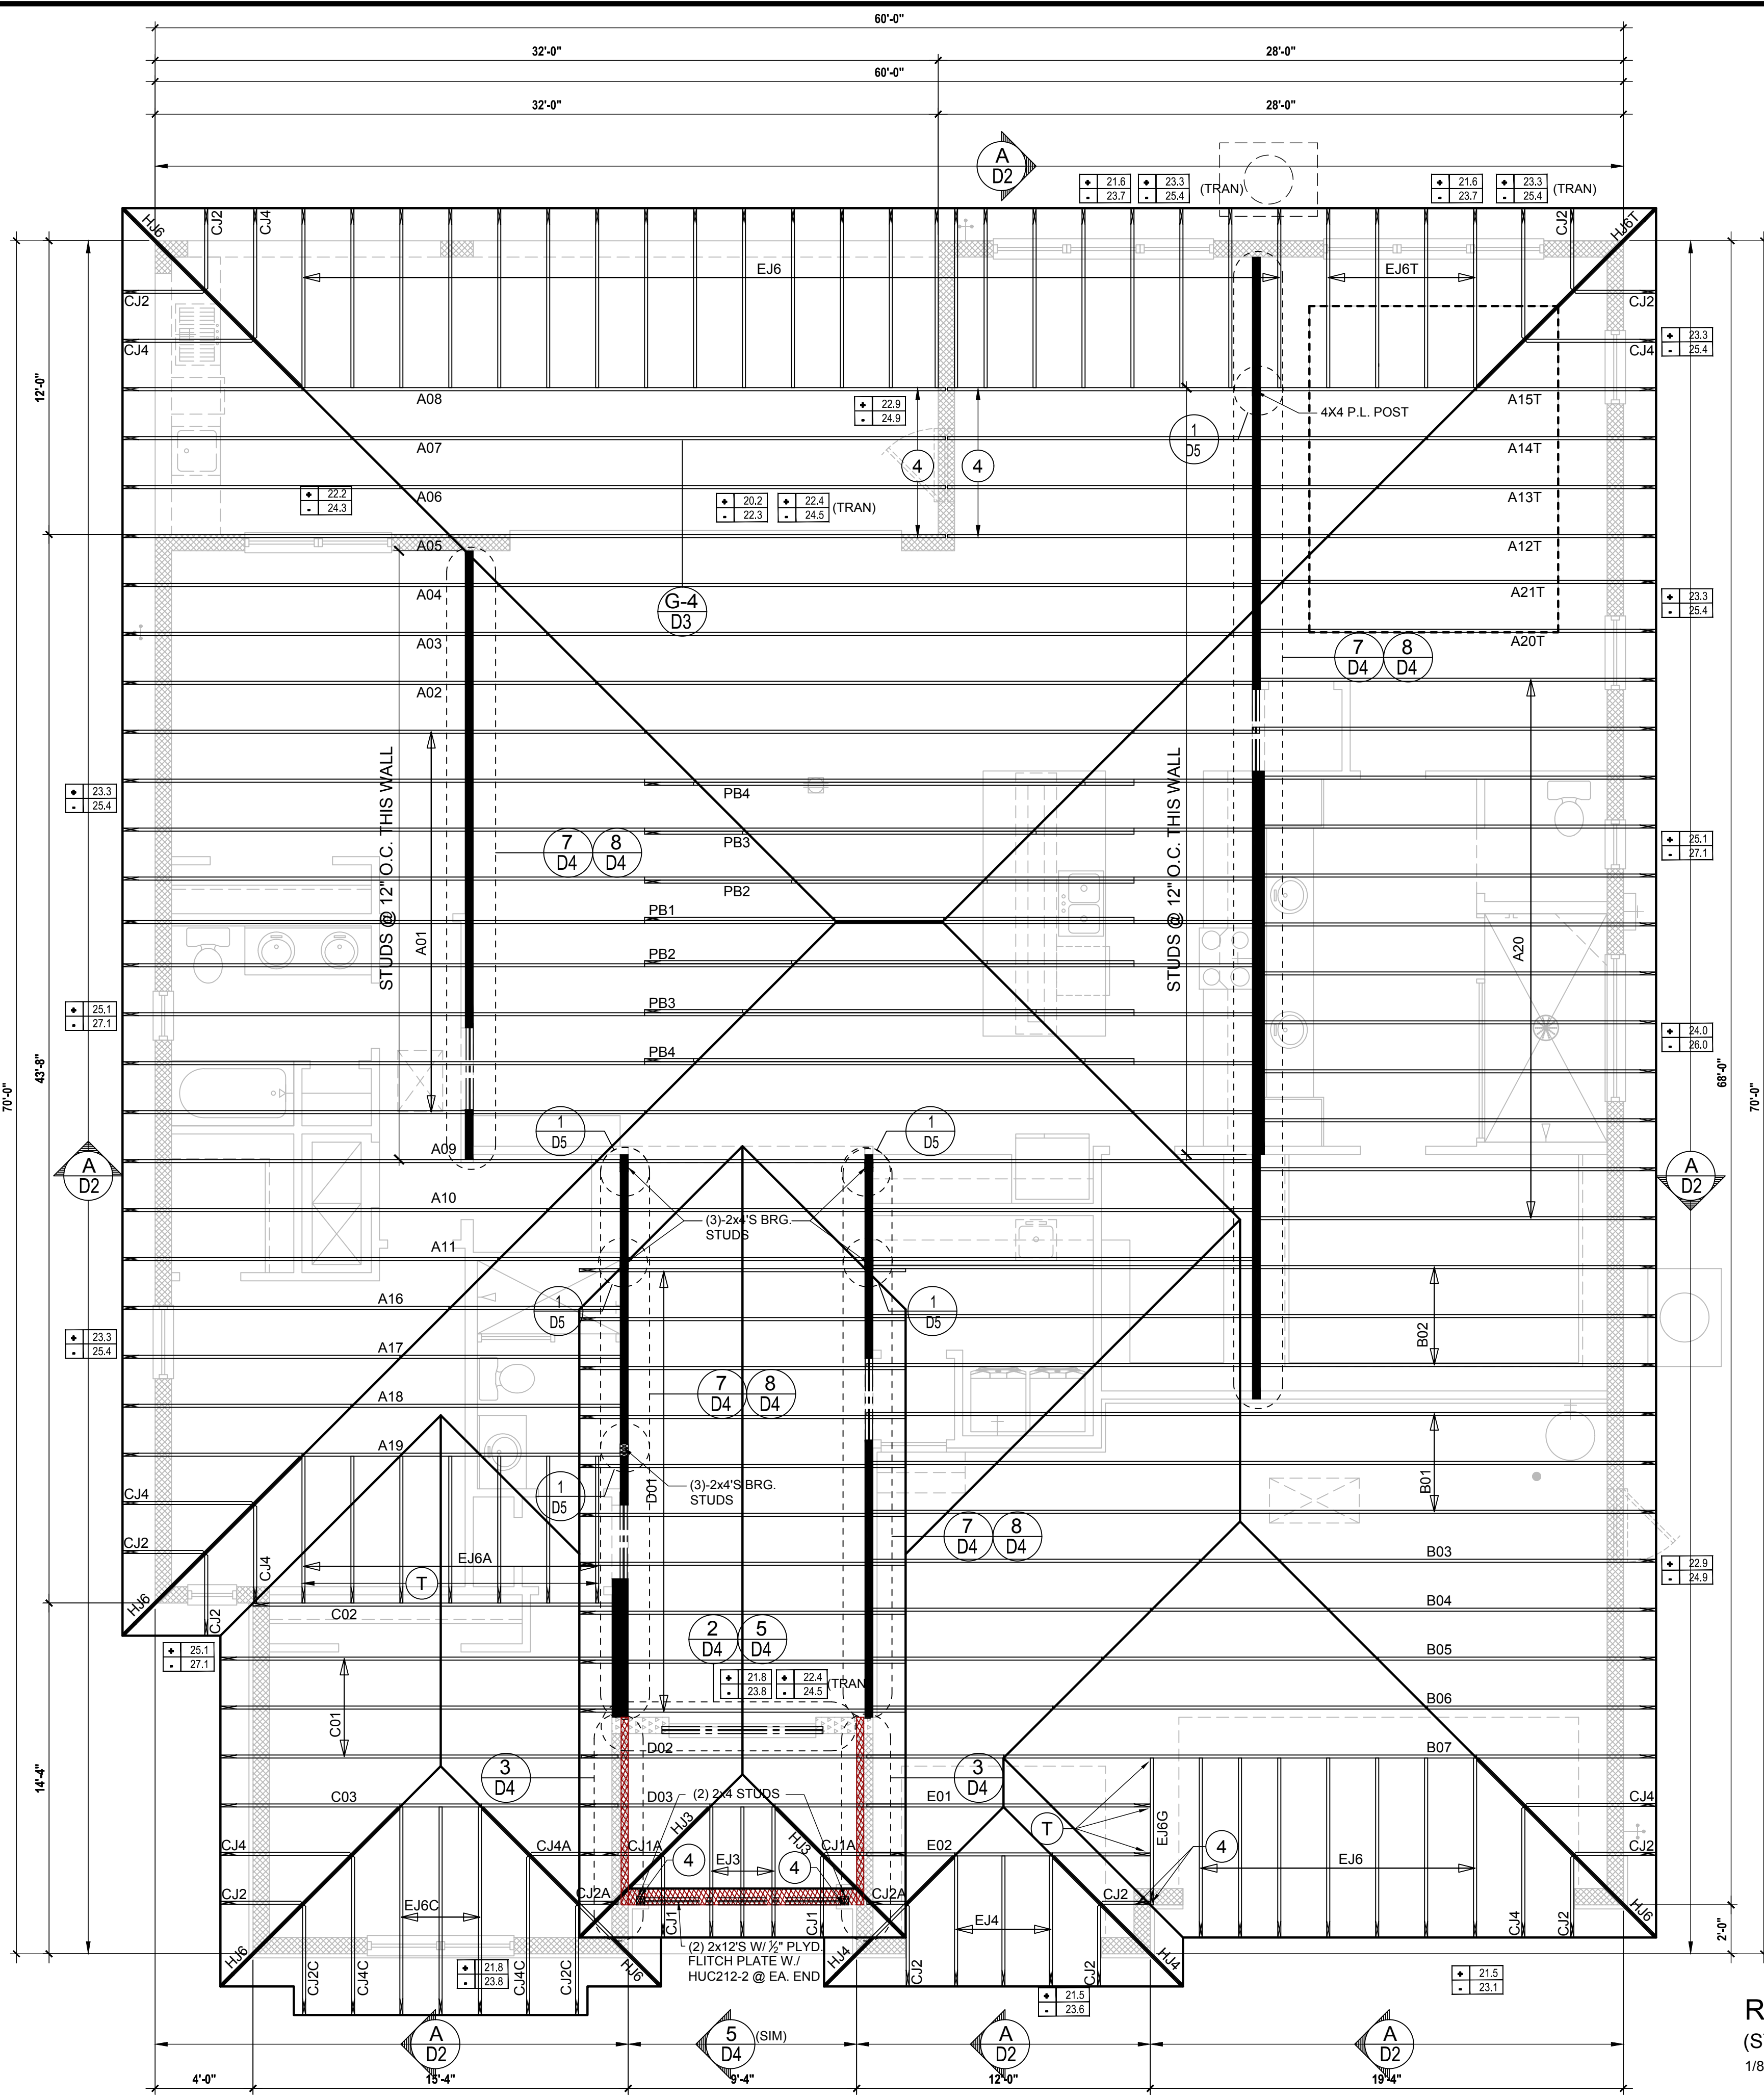 60'-0"
32'-0" 28'-0"
60'-0"
32'-0" 28'-0"
A
D2
+ 21.6 + 23.3 (TRAN) + 21.6 + 23.3 (TRAN)
- 23.7 - 25.4 - 23.7 - 25.4
HJ6 CJ2 CJ4 CJ2 HJ6T
EJ6 EJ6T
CJ2 CJ2
CJ4 CJ4
+ 23.3
- 25.4
12'-0"
A08 A15T
+ 22.9
- 24.9
4X4 P.L. POST
1
D5
A07 A14T
4 4
A06 A13T
+ 22.2
- 24.3
+ 20.2 + 22.4 (TRAN)
- 22.3 - 24.5
A05 A12T
A04 A21T
G-4
D3
+ 23.3
- 25.4
A03 A20T
7 8
D4 D4
A02
STUDS @ 12" O.C. THIS WALL
STUDS @ 12" O.C. THIS WALL
+ 23.3
- 25.4
PB4
PB3
7 8
D4 D4
+ 25.1
- 27.1
PB2
PB1
A01
A20
PB2
PB3
+ 25.1
- 27.1
+ 24.0
- 26.0
PB4
70'-0"
43'-8"
68'-0"
70'-0"
1
D5
1
D5
A09
A
D2
A
D2
A10
(3)-2x4'S BRG.
STUDS
A11
A16
1
D5
1
D5
B02
+ 23.3
- 25.4
A17
7 8
D4 D4
A18
A19
(3)-2x4'S BRG.
STUDS
1
D5
D01
B01
CJ4
CJ2
CJ4
EJ6A
T
7 8
D4 D4
B03
+ 22.9
- 24.9
HJ6 CJ2
C02
B04
2 5
D4 D4
+ 25.1
- 27.1
+ 21.8 + 22.4 (TRAN
- 23.8 - 24.5
B05
C01
B06
D02 B07
14'-4"
3
D4
3
D4
C03 D03 (2) 2x4 STUDS E01 CJ4
HJ3 HJ3
T
EJ6G
CJ4 CJ4A CJ1A CJ1A E02 CJ2
4 EJ3 4
4 EJ6
CJ2 EJ6C CJ2A CJ2A EJ4 CJ2
CJ1 CJ1
CJ4 CJ2
HJ6
2'-0"
(2) 2x12'S W/ ½" PLYD.
FLITCH PLATE W./
HUC212-2 @ EA. END
HJ6 CJ2C CJ4C CJ4C CJ2C HJ6
HJ4 CJ2 CJ2 HJ4
+ 21.8
- 23.8
+ 21.5
- 23.6
+ 21.5
- 23.1
R
(S
1/8
A
D2
5 (SIM)
D4
A
D2
A
D2
4'-0" 15'-4" 9'-4" 12'-0" 19'-4"